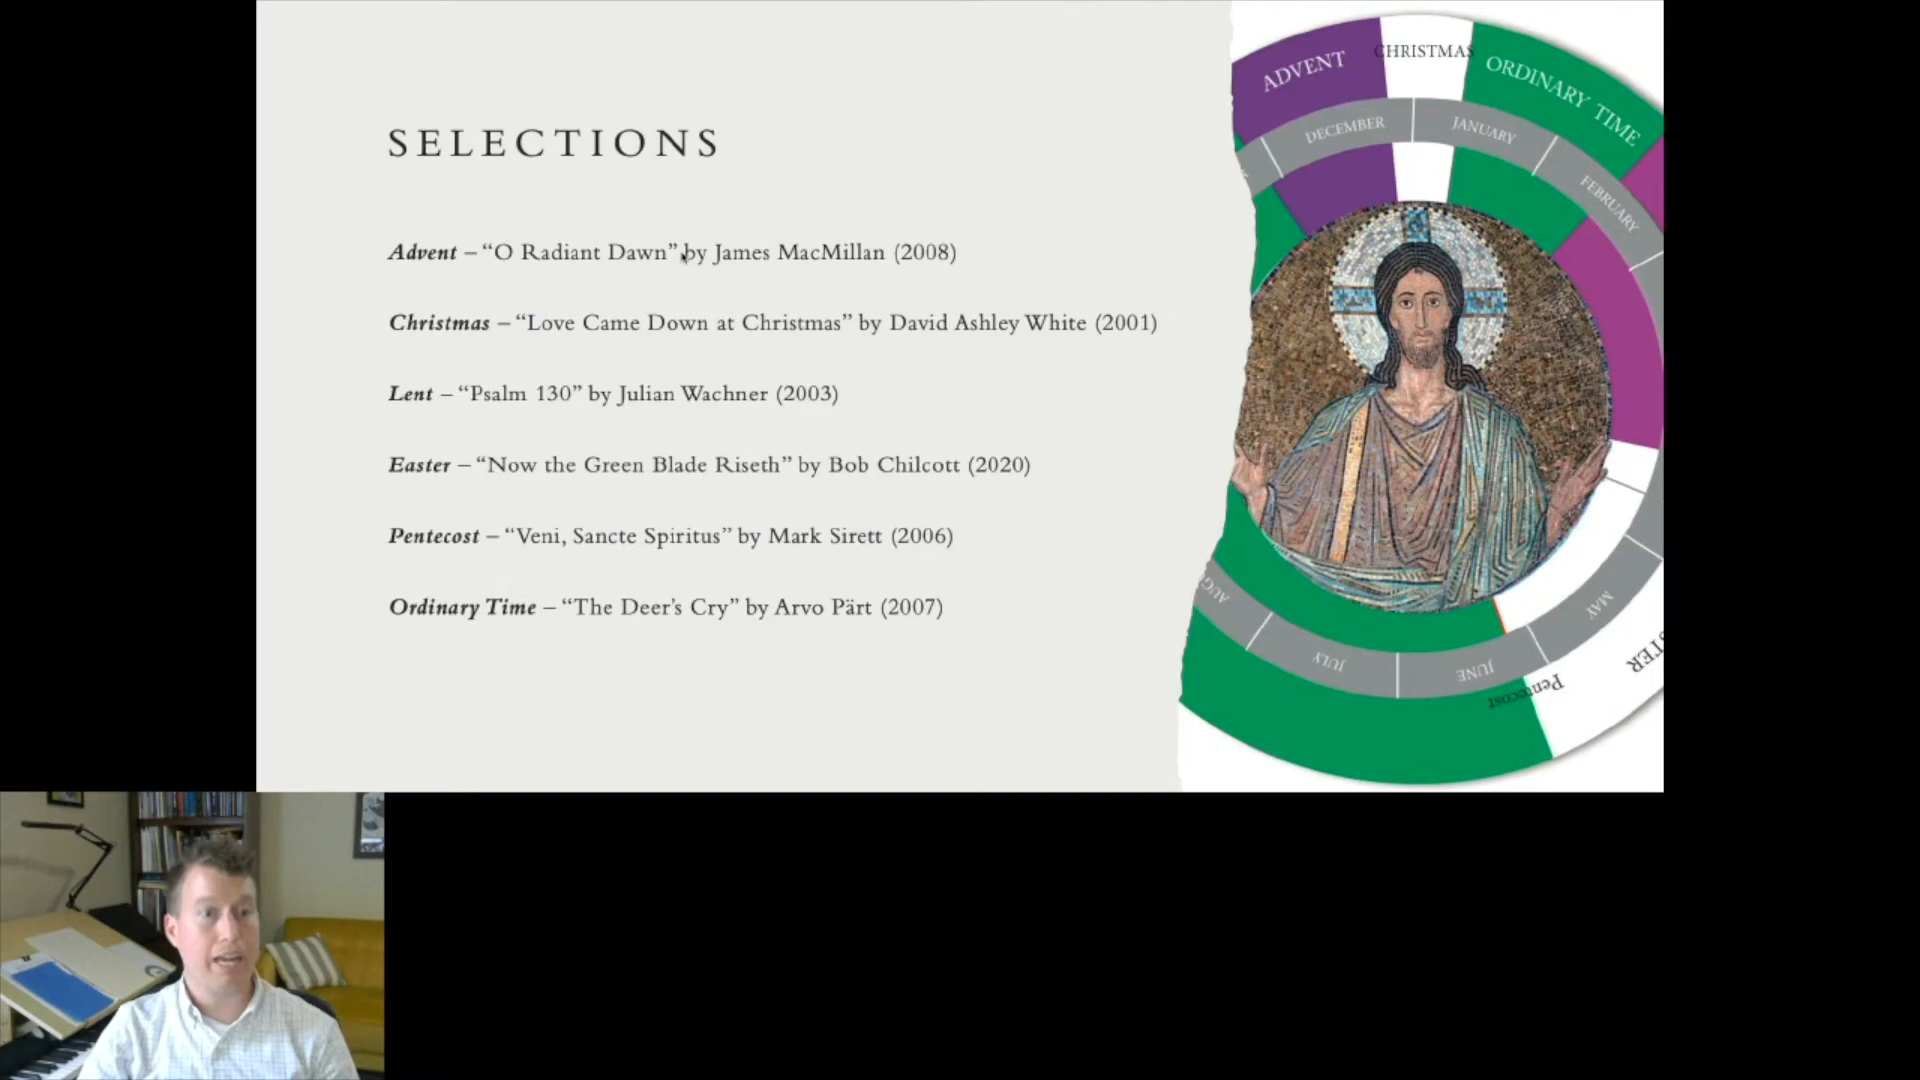 SELECTIONS
Advent – “O Radiant Dawn” by James MacMillan (2008)
Christmas – “Love Came Down at Christmas” by David Ashley White (2001)
Lent – “Psalm 130” by Julian Wachner (2003)
Easter – “Now the Green Blade Riseth” by Bob Chilcott (2020)
Pentecost – “Veni, Sancte Spiritus” by Mark Sirett (2006)
Ordinary Time – “The Deer’s Cry” by Arvo Pärt (2007)
ADVENT
CHRISTMAS
ORDINARY TIME
DECEMBER
JANUARY
FEBRUARY
MAY
TER
JUNE
Pentecost
JULY
AUG